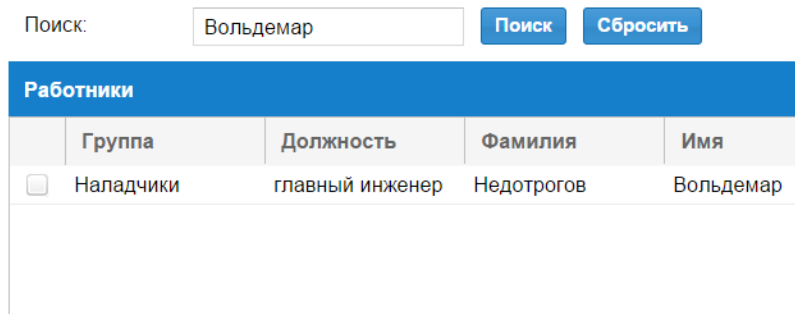 Поиск: Вольдемар Поиск Сбросить
Работники
Группа Должность Фамилия Имя
Наладчики главный инженер Недотрогов Вольдемар